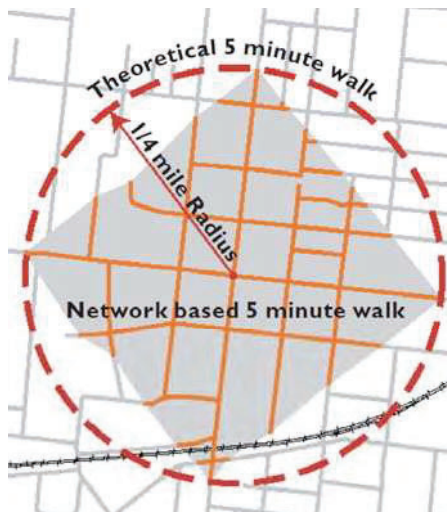 Theoretical 5 minute walk
1/4 mile Radius
Network based 5 minute walk